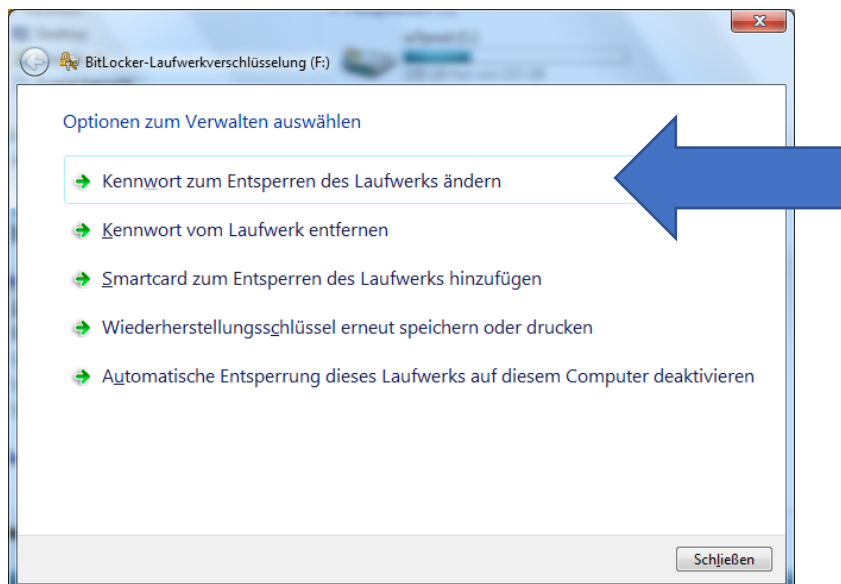 BitLocker-Laufwerkverschlüsselung (F:)
Optionen zum Verwalten auswählen
Kennwort zum Entsperren des Laufwerks ändern
Kennwort vom Laufwerk entfernen
Smartcard zum Entsperren des Laufwerks hinzufügen
Wiederherstellungsschlüssel erneut speichern oder drucken
Automatische Entsperrung dieses Laufwerks auf diesem Computer deaktivieren
Schließen